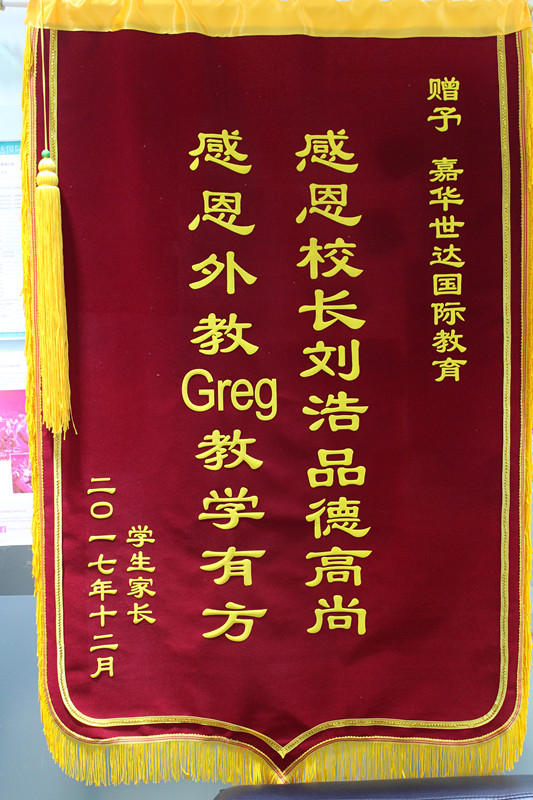 赠予 嘉华世达国际教育
感恩校长刘浩品德高尚
感恩外教Greg教学有方
学生家长
二〇一七年十二月